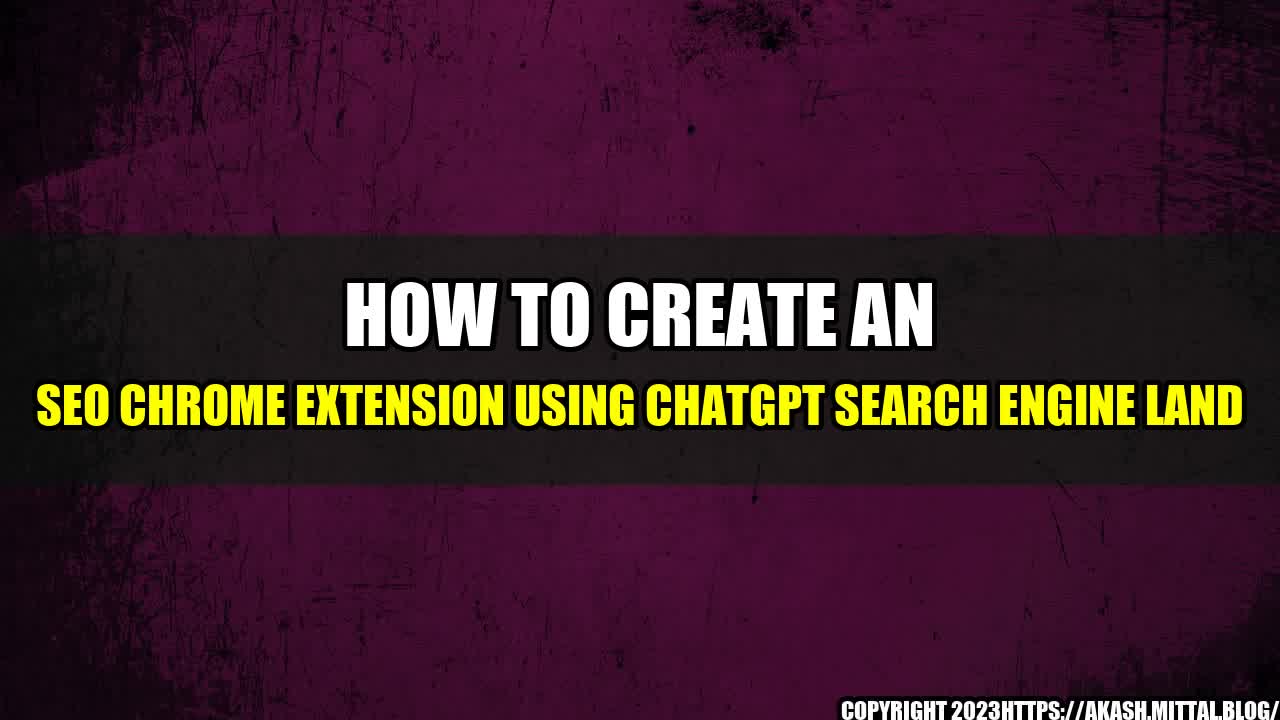 HOW TO CREATE AN
SEO CHROME EXTENSION USING CHATGPT SEARCH ENGINE LAND
COPYRIGHT 2023HTTPS://AKASH.MITTAL.BLOG/